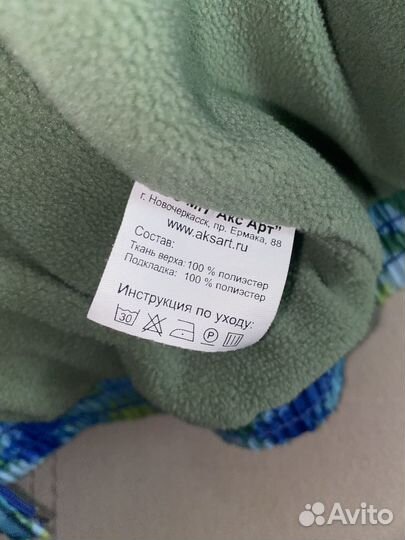 МП "Акс Арт"
г. Новочеркасск, пр. Ермака, 88
www.aksart.ru
Состав:
Ткань верха: 100 % полиэстер
Подкладка: 100 % полиэстер
Инструкция по уходу:
30 P
Avito